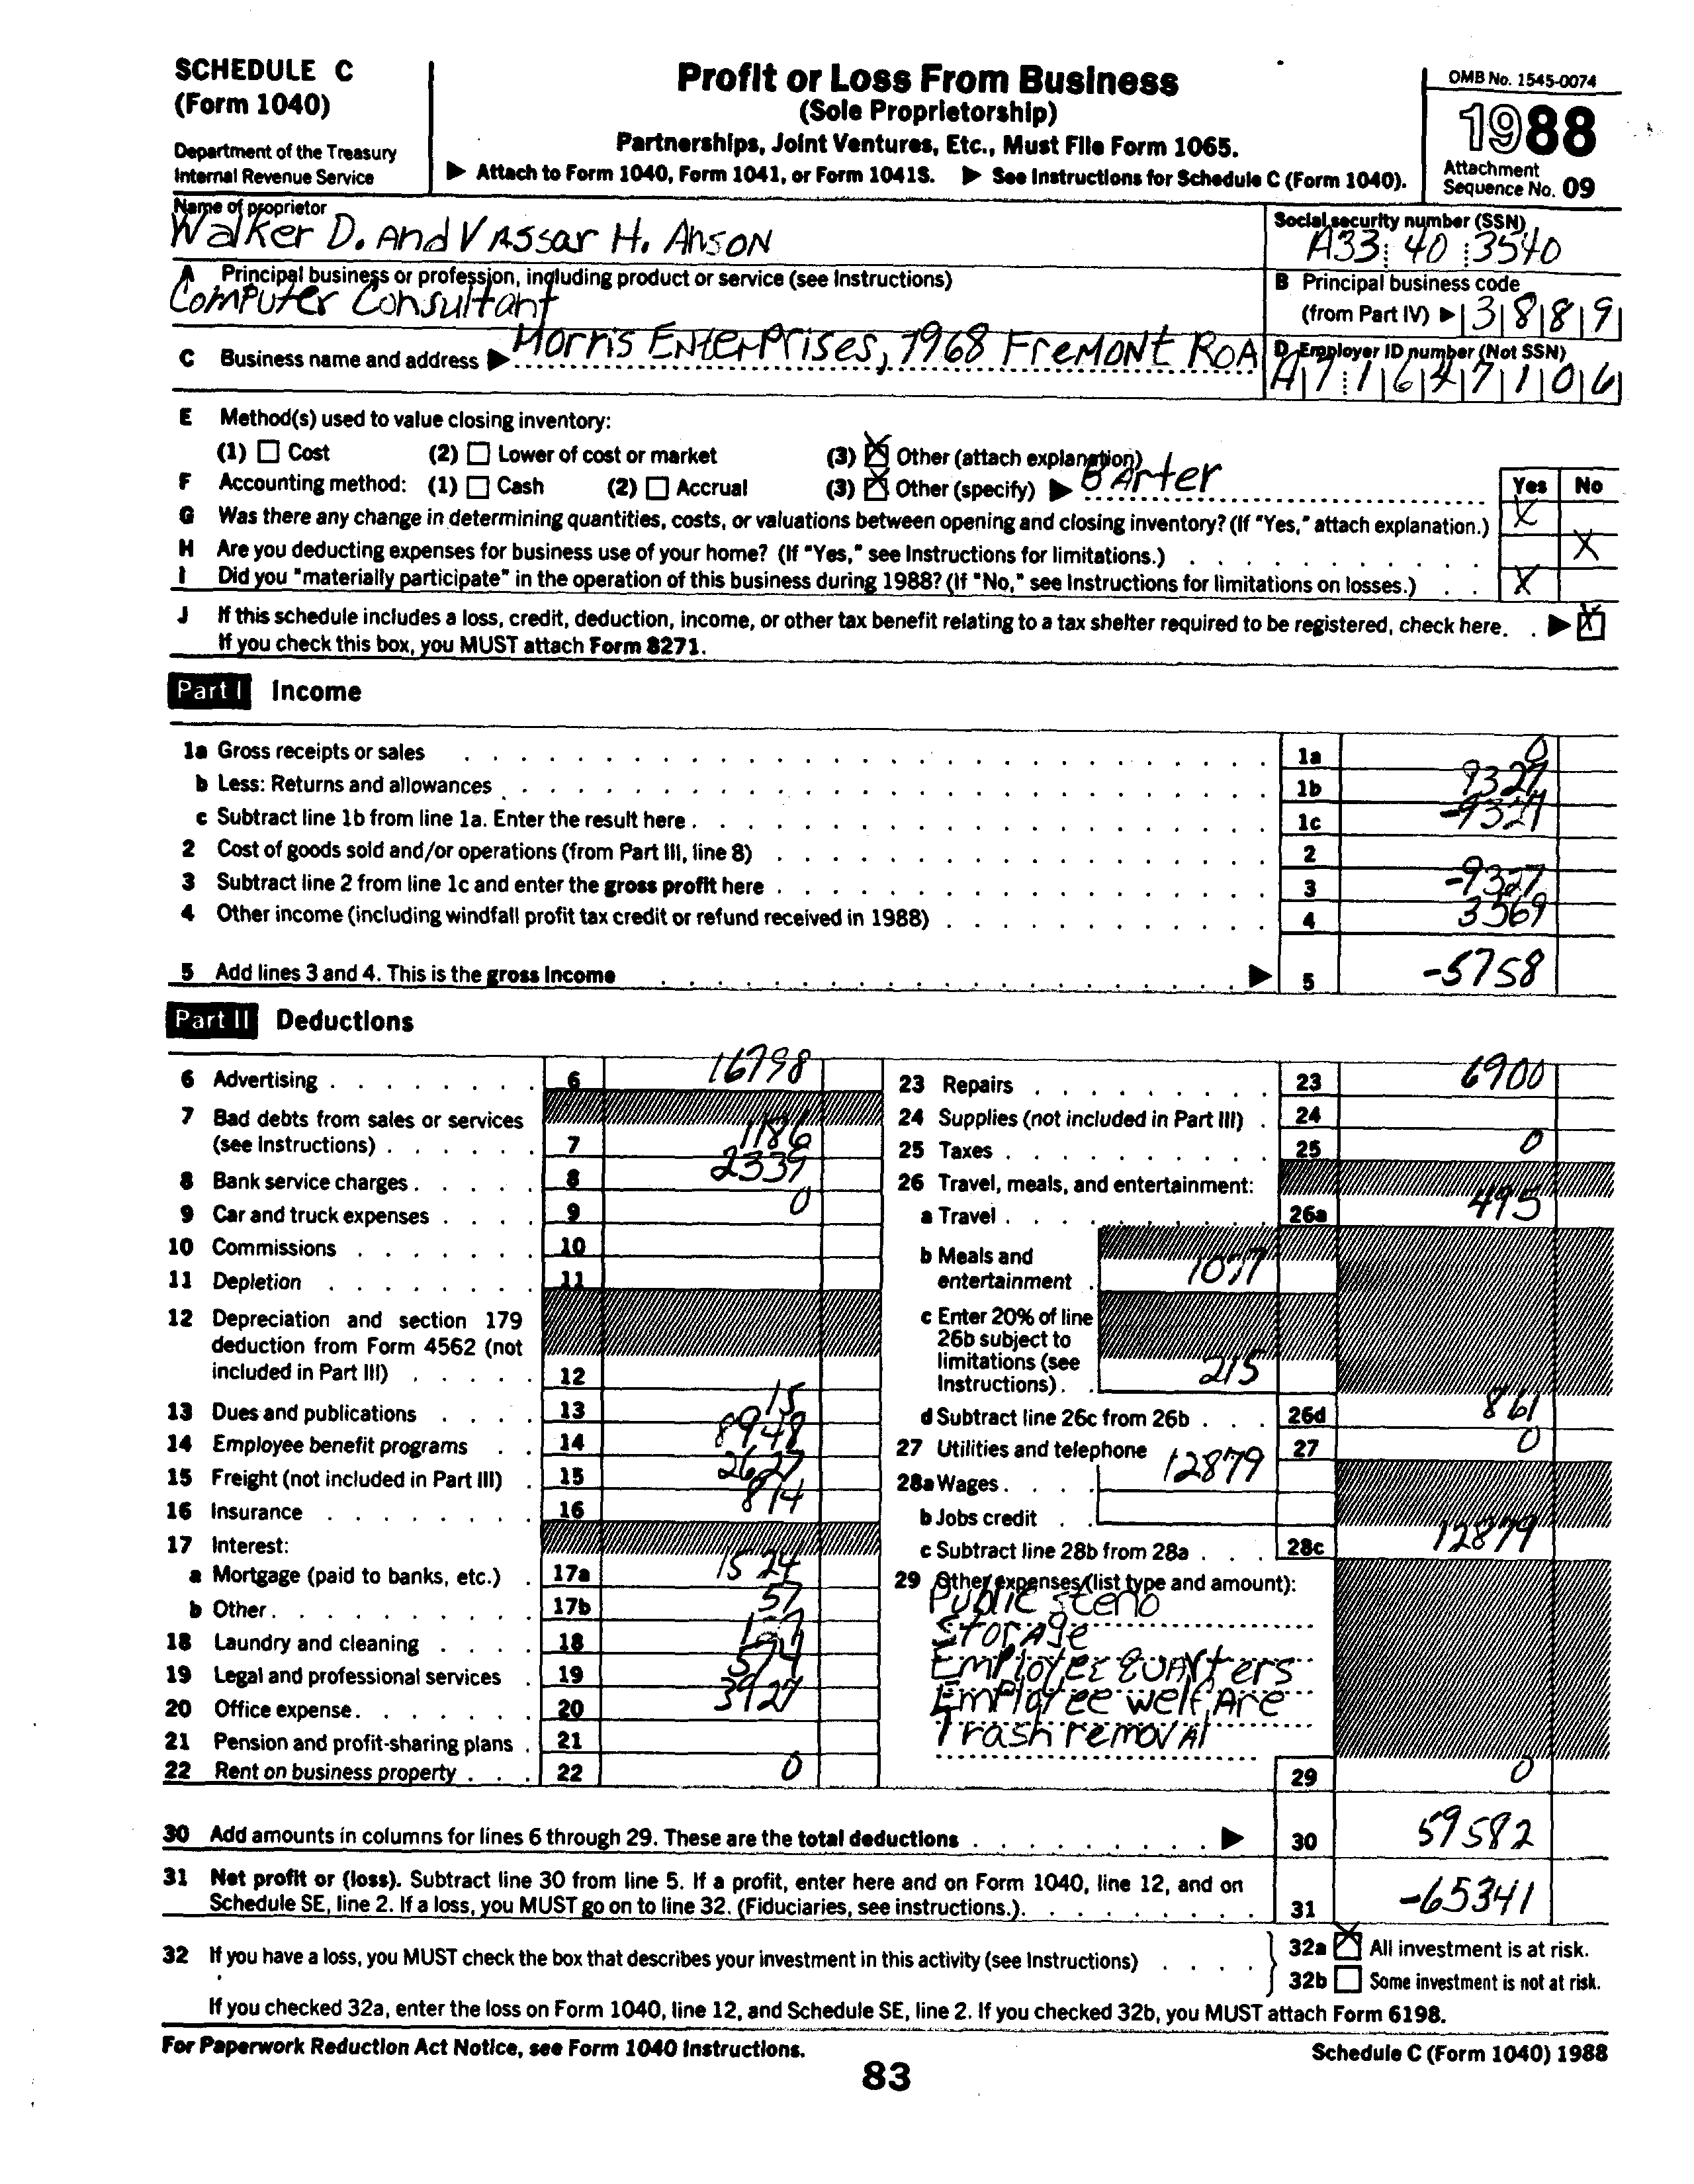 SCHEDULE C
(Form 1040)
Department of the Treasury
Internal Revenue Service
Profit or Loss From Business
(Sole Proprietorship)
Partnerships, Joint Ventures, Etc., Must File Form 1065.
▶ Attach to Form 1040, Form 1041, or Form 1041S. ▶ See Instructions for Schedule C (Form 1040).
OMB No. 1545-0074
1988
Attachment
Sequence No. 09
Name of proprietor
Walker D. And VAssar H. AnsoN
Social security number (SSN)
A33 40 3540
A Principal business or profession, including product or service (see Instructions)
Computer Consultant
B Principal business code
(from Part IV) ▶ 3 8 8 9
C Business name and address ▶ Morris EnterPrises, 1968 FreMoNt RoA
D Employer ID number (Not SSN)
E Method(s) used to value closing inventory:
(1) ☐ Cost (2) ☐ Lower of cost or market (3) ☒ Other (attach explanation)
F Accounting method: (1) ☐ Cash (2) ☐ Accrual (3) ☒ Other (specify) ▶ BArter
Yes No
G Was there any change in determining quantities, costs, or valuations between opening and closing inventory? (If "Yes," attach explanation.) X
H Are you deducting expenses for business use of your home? (If "Yes," see Instructions for limitations.) X
I Did you "materially participate" in the operation of this business during 1988? (If "No," see Instructions for limitations on losses.) X
J If this schedule includes a loss, credit, deduction, income, or other tax benefit relating to a tax shelter required to be registered, check here. ▶ ☒
If you check this box, you MUST attach Form 8271.
Part I Income
1a Gross receipts or sales 1a 0
b Less: Returns and allowances 1b 9327
c Subtract line 1b from line 1a. Enter the result here 1c -9327
2 Cost of goods sold and/or operations (from Part III, line 8) 2
3 Subtract line 2 from line 1c and enter the gross profit here 3 -9327
4 Other income (including windfall profit tax credit or refund received in 1988) 4 3569
5 Add lines 3 and 4. This is the gross income ▶ 5 -5758
Part II Deductions
6 Advertising 6 16798
7 Bad debts from sales or services
(see Instructions) 7 1186
8 Bank service charges 8 2339
9 Car and truck expenses 9 0
10 Commissions 10
11 Depletion 11
12 Depreciation and section 179
deduction from Form 4562 (not
included in Part III) 12
13 Dues and publications 13 15
14 Employee benefit programs 14 8948
15 Freight (not included in Part III) 15 2627
16 Insurance 16 814
17 Interest:
a Mortgage (paid to banks, etc.) 17a 1524
b Other 17b 57
18 Laundry and cleaning 18
19 Legal and professional services 19 574
20 Office expense 20 3927
21 Pension and profit-sharing plans 21
22 Rent on business property 22 0
23 Repairs 23 6900
24 Supplies (not included in Part III) 24
25 Taxes 25 0
26 Travel, meals, and entertainment:
a Travel 26a 495
b Meals and
entertainment 1077
c Enter 20% of line
26b subject to
limitations (see
Instructions) 215
d Subtract line 26c from 26b 26d 861
27 Utilities and telephone 27 0
28a Wages 12879
b Jobs credit
c Subtract line 28b from 28a 28c 12879
29 Other expenses (list type and amount):
Public steno
StorAge
EmPloyee QuArters
EmPloyee welfAre
Trash removAl
29 0
30 Add amounts in columns for lines 6 through 29. These are the total deductions ▶ 30 59582
31 Net profit or (loss). Subtract line 30 from line 5. If a profit, enter here and on Form 1040, line 12, and on
Schedule SE, line 2. If a loss, you MUST go on to line 32. (Fiduciaries, see instructions.) 31 -65341
32 If you have a loss, you MUST check the box that describes your investment in this activity (see Instructions)
32a ☒ All investment is at risk.
32b ☐ Some investment is not at risk.
If you checked 32a, enter the loss on Form 1040, line 12, and Schedule SE, line 2. If you checked 32b, you MUST attach Form 6198.
For Paperwork Reduction Act Notice, see Form 1040 Instructions.
Schedule C (Form 1040) 1988
83